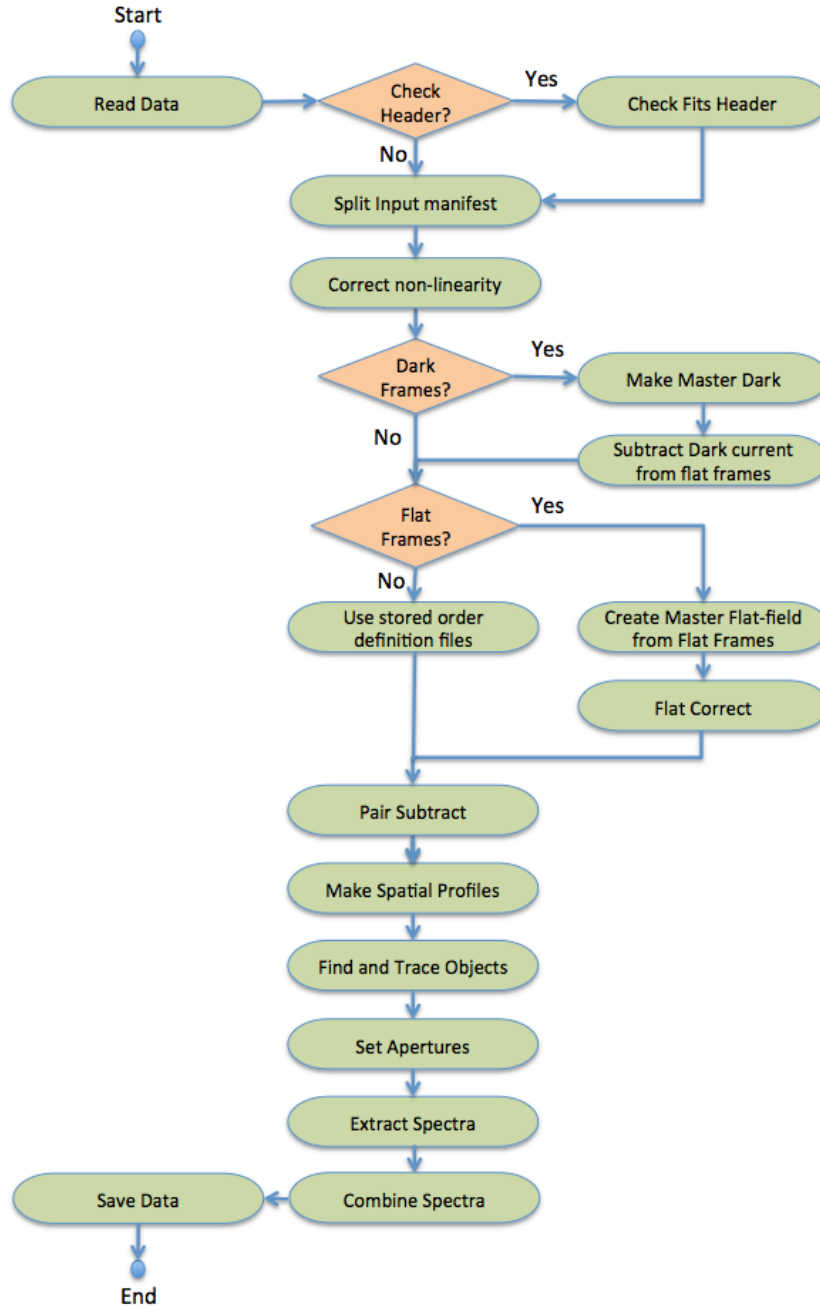 Start
Read Data
Check
Header?
Yes
Check Fits Header
No
Split Input manifest
Correct non-linearity
Dark
Frames?
Yes
Make Master Dark
No
Subtract Dark current
from flat frames
Flat
Frames?
Yes
No
Use stored order
definition files
Create Master Flat-field
from Flat Frames
Flat Correct
Pair Subtract
Make Spatial Profiles
Find and Trace Objects
Set Apertures
Extract Spectra
Combine Spectra
Save Data
End